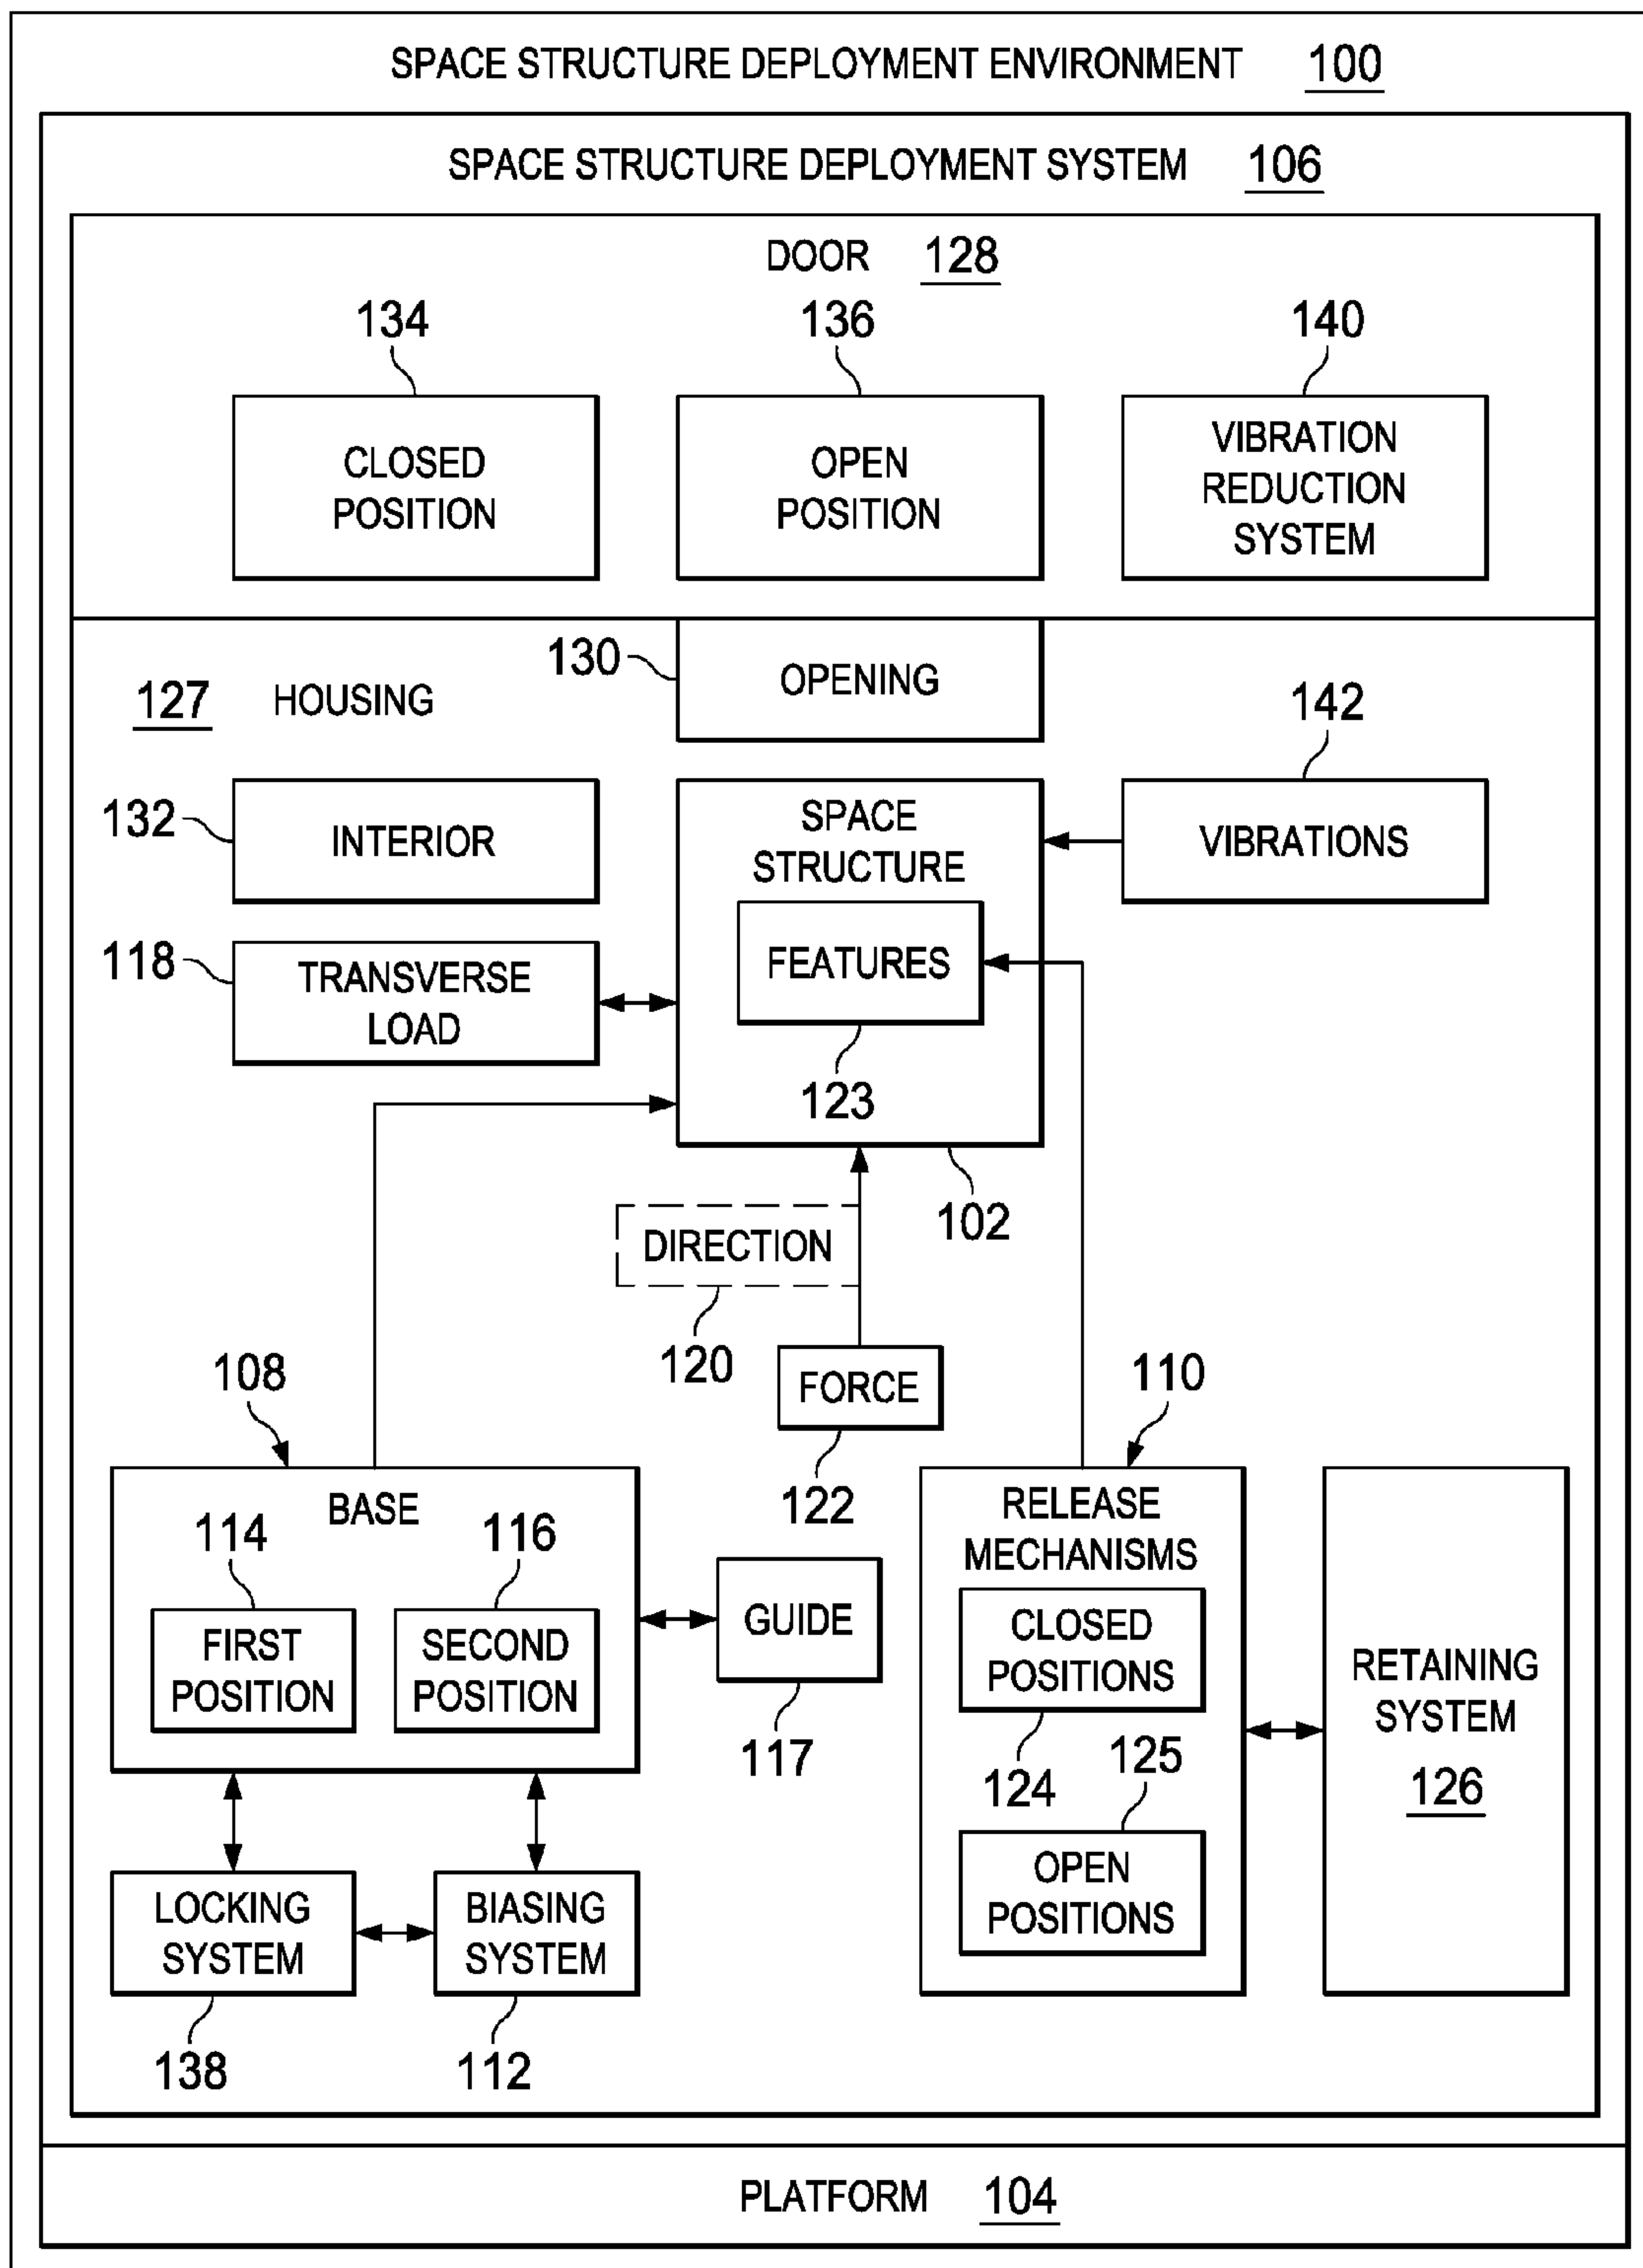 SPACE STRUCTURE DEPLOYMENT ENVIRONMENT 100
SPACE STRUCTURE DEPLOYMENT SYSTEM 106
DOOR 128
134
136
140
CLOSED
POSITION
OPEN
POSITION
VIBRATION
REDUCTION
SYSTEM
130
OPENING
127 HOUSING
142
132
INTERIOR
SPACE
STRUCTURE
VIBRATIONS
118
TRANSVERSE
LOAD
FEATURES
123
102
DIRECTION
120
FORCE
122
108
110
BASE
114
116
FIRST
POSITION
SECOND
POSITION
GUIDE
117
RELEASE
MECHANISMS
CLOSED
POSITIONS
124
125
OPEN
POSITIONS
RETAINING
SYSTEM
126
LOCKING
SYSTEM
BIASING
SYSTEM
138
112
PLATFORM 104